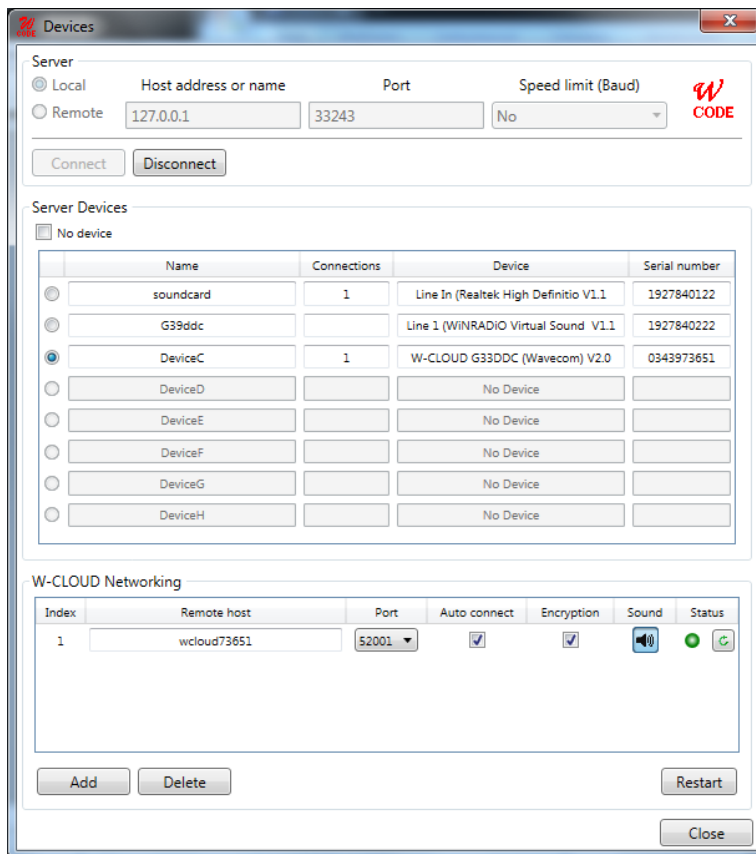 W CODE Devices
Server
Local Host address or name Port Speed limit (Baud)
Remote 127.0.0.1 33243 No
W CODE
Connect Disconnect
Server Devices
No device
Name Connections Device Serial number
soundcard 1 Line In (Realtek High Definitio V1.1 1927840122
G39ddc Line 1 (WiNRADiO Virtual Sound V1.1 1927840222
DeviceC 1 W-CLOUD G33DDC (Wavecom) V2.0 0343973651
DeviceD No Device
DeviceE No Device
DeviceF No Device
DeviceG No Device
DeviceH No Device
W-CLOUD Networking
Index Remote host Port Auto connect Encryption Sound Status
1 wcloud73651 52001
Add Delete Restart
Close